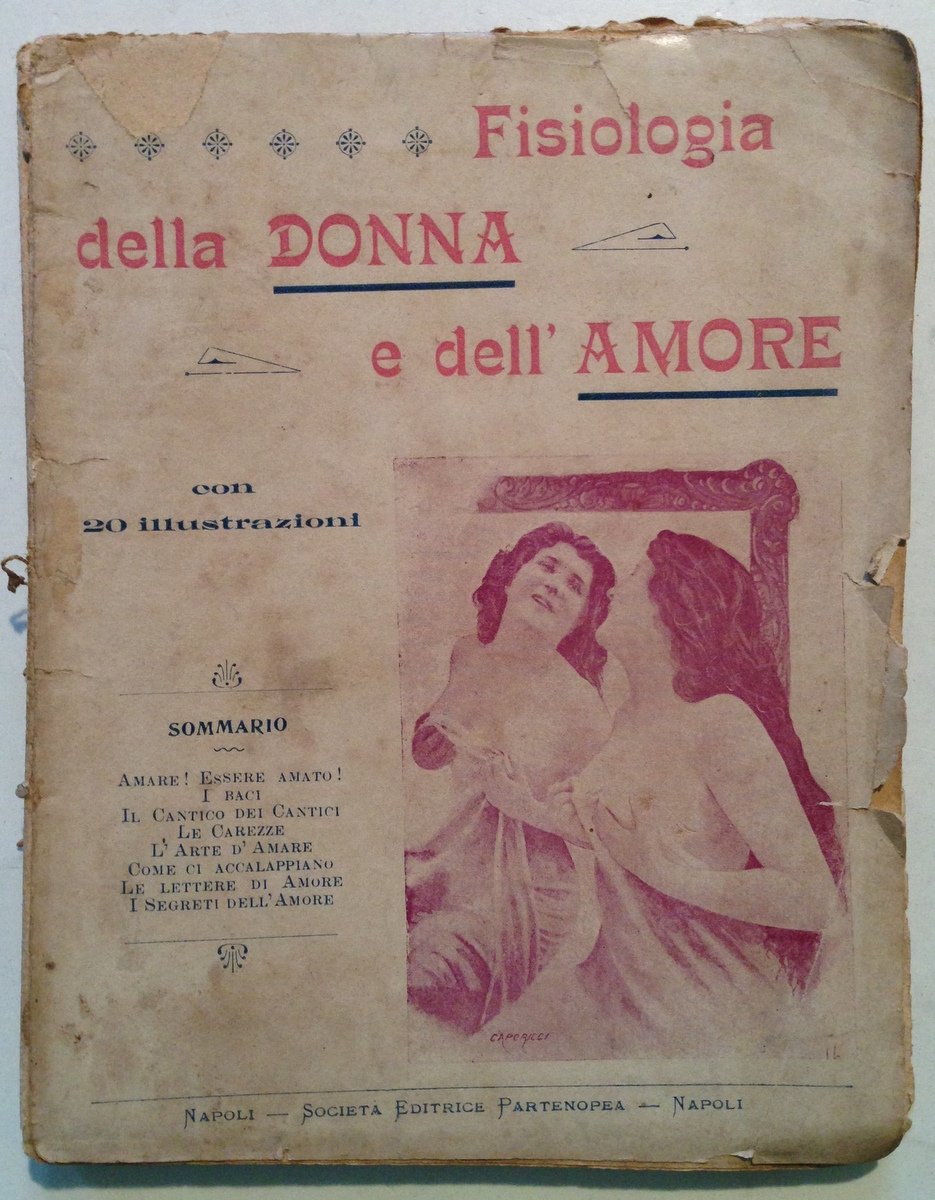 Fisiologia
della DONNA
e dell' AMORE
con
20 illustrazioni
SOMMARIO
AMARE! ESSERE AMATO!
I BACI
IL CANTICO DEI CANTICI
LE CAREZZE
L'ARTE D'AMARE
COME CI ACCALAPPIANO
LE LETTERE DI AMORE
I SEGRETI DELL'AMORE
CAPORICCI
NAPOLI — SOCIETÀ EDITRICE PARTENOPEA — NAPOLI